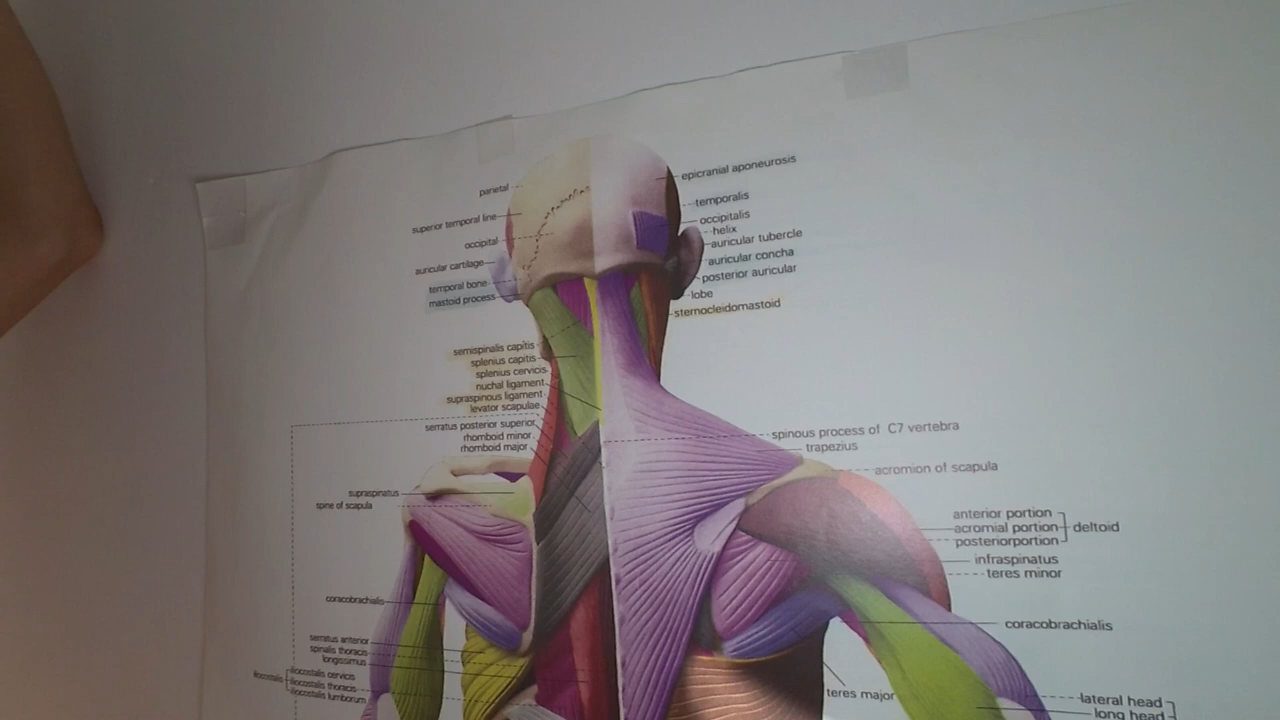 parietal
superior temporal line
occipital
auricular cartilage
temporal bone
mastoid process
semispinalis capitis
splenius capitis
splenius cervicis
nuchal ligament
supraspinous ligament
levator scapulae
serratus posterior superior
rhomboid minor
rhomboid major
supraspinatus
spine of scapula
coracobrachialis
serratus anterior
spinalis thoracis
longissimus
iliocostalis
iliocostalis cervicis
iliocostalis thoracis
iliocostalis lumborum
epicranial aponeurosis
temporalis
occipitalis
helix
auricular tubercle
auricular concha
posterior auricular
lobe
sternocleidomastoid
spinous process of C7 vertebra
trapezius
acromion of scapula
anterior portion
acromial portion
posteriorportion
deltoid
infraspinatus
teres minor
coracobrachialis
teres major
lateral head
long head